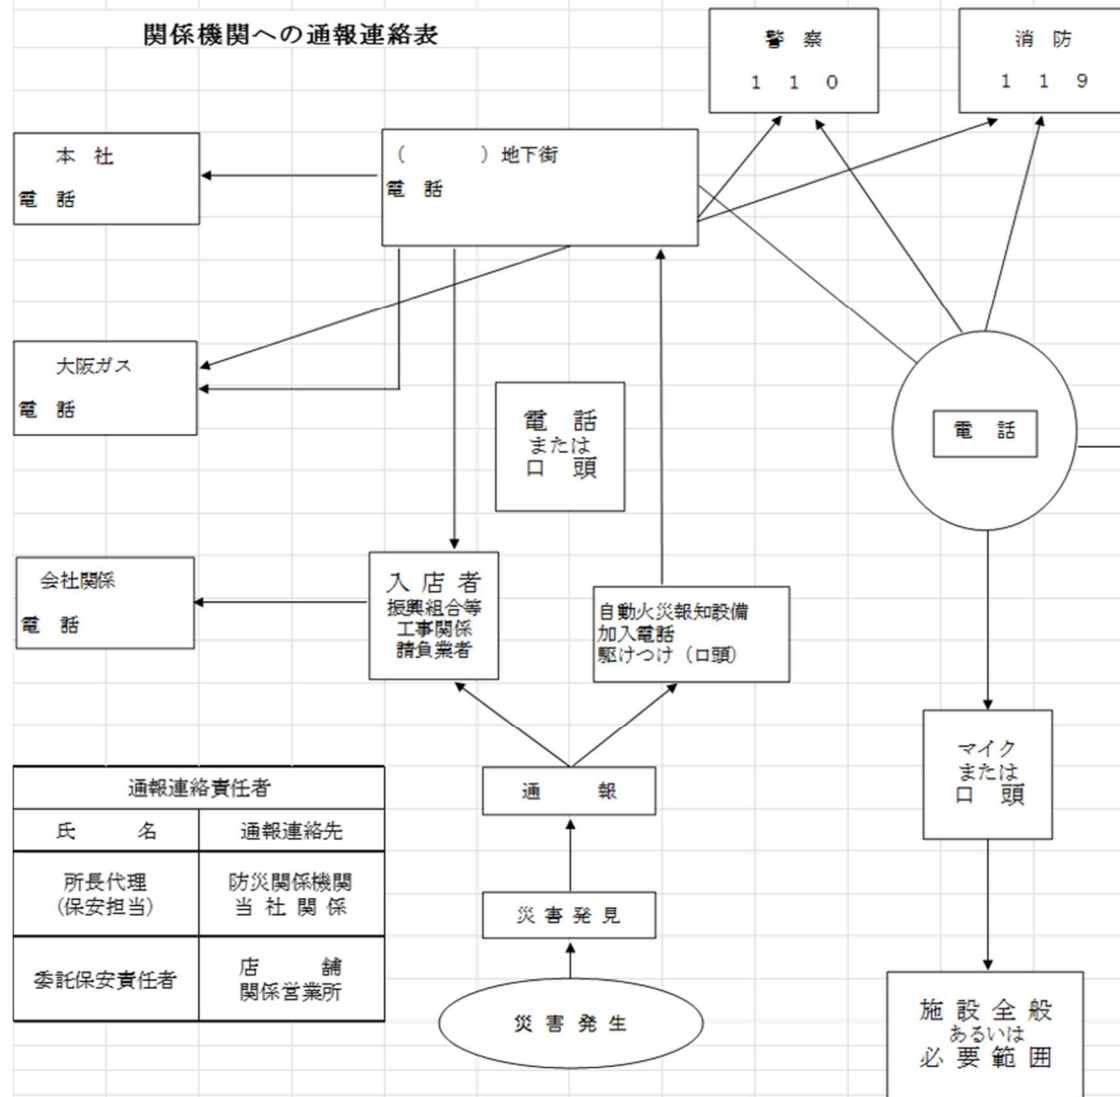 関係機関への通報連絡表
警 察
1 1 0
消 防
1 1 9
本 社
電 話
( ) 地下街
電 話
大阪ガス
電 話
電 話
または
口 頭
電 話
会社関係
電 話
入 店 者
振興組合等
工事関係
請負業者
自動火災報知設備
加入電話
駆けつけ (口頭)
マイク
または
口 頭
通 報
災 害 発 見
災 害 発 生
通報連絡責任者
氏 名 通報連絡先
所長代理
(保安担当)
防災関係機関
当 社 関 係
委託保安責任者
店 舗
関係営業所
施 設 全 般
あるいは
必 要 範 囲